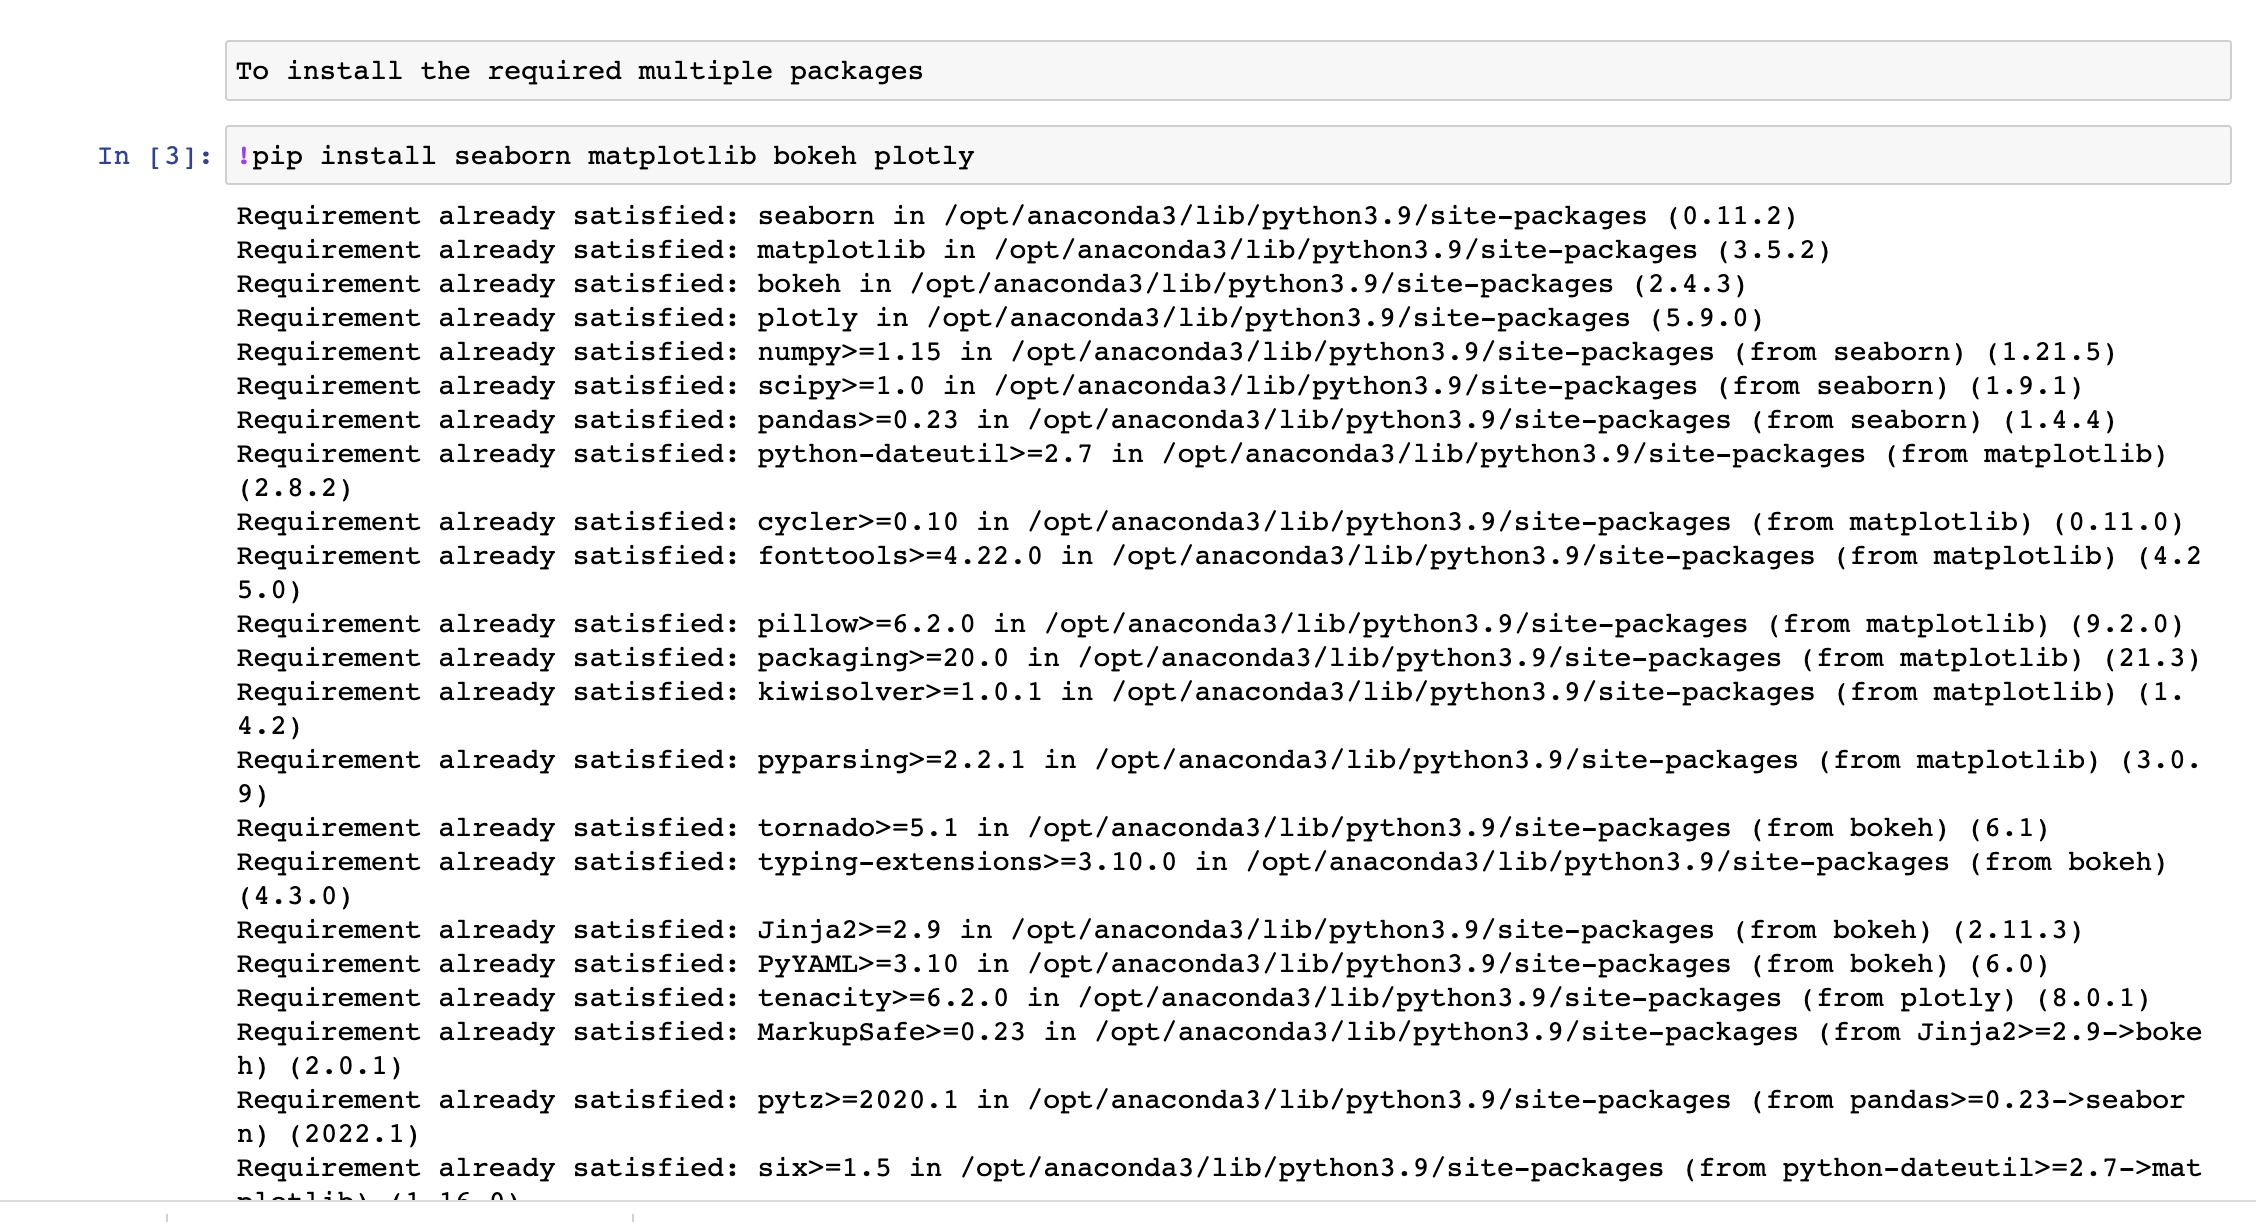 To install the required multiple packages
In [3]: !pip install seaborn matplotlib bokeh plotly
Requirement already satisfied: seaborn in /opt/anaconda3/lib/python3.9/site-packages (0.11.2)
Requirement already satisfied: matplotlib in /opt/anaconda3/lib/python3.9/site-packages (3.5.2)
Requirement already satisfied: bokeh in /opt/anaconda3/lib/python3.9/site-packages (2.4.3)
Requirement already satisfied: plotly in /opt/anaconda3/lib/python3.9/site-packages (5.9.0)
Requirement already satisfied: numpy>=1.15 in /opt/anaconda3/lib/python3.9/site-packages (from seaborn) (1.21.5)
Requirement already satisfied: scipy>=1.0 in /opt/anaconda3/lib/python3.9/site-packages (from seaborn) (1.9.1)
Requirement already satisfied: pandas>=0.23 in /opt/anaconda3/lib/python3.9/site-packages (from seaborn) (1.4.4)
Requirement already satisfied: python-dateutil>=2.7 in /opt/anaconda3/lib/python3.9/site-packages (from matplotlib)
(2.8.2)
Requirement already satisfied: cycler>=0.10 in /opt/anaconda3/lib/python3.9/site-packages (from matplotlib) (0.11.0)
Requirement already satisfied: fonttools>=4.22.0 in /opt/anaconda3/lib/python3.9/site-packages (from matplotlib) (4.2
5.0)
Requirement already satisfied: pillow>=6.2.0 in /opt/anaconda3/lib/python3.9/site-packages (from matplotlib) (9.2.0)
Requirement already satisfied: packaging>=20.0 in /opt/anaconda3/lib/python3.9/site-packages (from matplotlib) (21.3)
Requirement already satisfied: kiwisolver>=1.0.1 in /opt/anaconda3/lib/python3.9/site-packages (from matplotlib) (1.
4.2)
Requirement already satisfied: pyparsing>=2.2.1 in /opt/anaconda3/lib/python3.9/site-packages (from matplotlib) (3.0.
9)
Requirement already satisfied: tornado>=5.1 in /opt/anaconda3/lib/python3.9/site-packages (from bokeh) (6.1)
Requirement already satisfied: typing-extensions>=3.10.0 in /opt/anaconda3/lib/python3.9/site-packages (from bokeh)
(4.3.0)
Requirement already satisfied: Jinja2>=2.9 in /opt/anaconda3/lib/python3.9/site-packages (from bokeh) (2.11.3)
Requirement already satisfied: PyYAML>=3.10 in /opt/anaconda3/lib/python3.9/site-packages (from bokeh) (6.0)
Requirement already satisfied: tenacity>=6.2.0 in /opt/anaconda3/lib/python3.9/site-packages (from plotly) (8.0.1)
Requirement already satisfied: MarkupSafe>=0.23 in /opt/anaconda3/lib/python3.9/site-packages (from Jinja2>=2.9->boke
h) (2.0.1)
Requirement already satisfied: pytz>=2020.1 in /opt/anaconda3/lib/python3.9/site-packages (from pandas>=0.23->seabor
n) (2022.1)
Requirement already satisfied: six>=1.5 in /opt/anaconda3/lib/python3.9/site-packages (from python-dateutil>=2.7->mat
plotlib) (1.16.0)